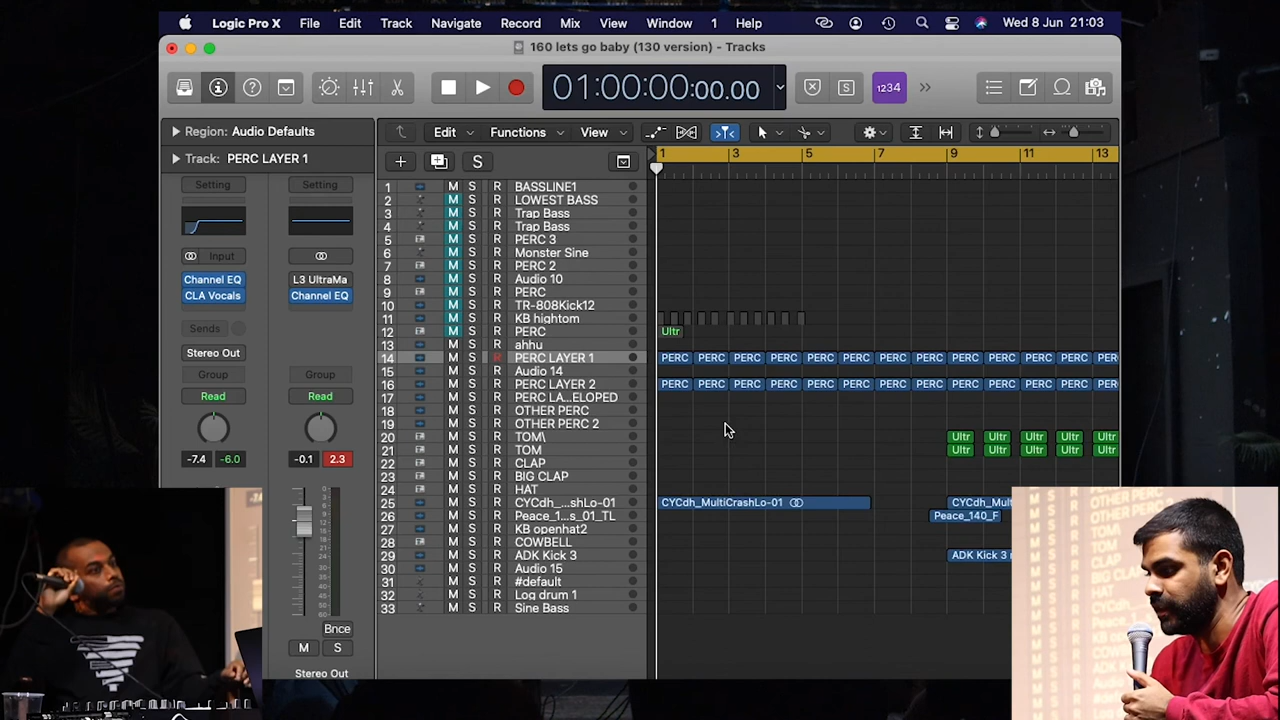 Logic Pro X File Edit Track Navigate Record Mix View Window 1 Help Wed 8 Jun 21:03
160 lets go baby (130 version) - Tracks
01:00:00:00.00 S 1234
Region: Audio Defaults Edit Functions View
Track: PERC LAYER 1 S 1 3 5 7 9 11 13
Setting Setting
Input
Channel EQ L3 UltraMa
CLA Vocals Channel EQ
Sends
Stereo Out
Group Group
Read Read
-7.4 -6.0 -0.1 2.3
Bnce
M S
Stereo Out
1 M S R BASSLINE1
2 M S R LOWEST BASS
3 M S R Trap Bass
4 M S R Trap Bass
5 M S R PERC 3
6 M S R Monster Sine
7 M S R PERC 2
8 M S R Audio 10
9 M S R PERC
10 M S R TR-808Kick12
11 M S R KB hightom
12 M S R PERC Ultr
13 M S R ahhu
14 M S R PERC LAYER 1 PERC PERC PERC PERC PERC PERC PERC PERC PERC PERC PERC PERC PER
15 M S R Audio 14
16 M S R PERC LAYER 2 PERC PERC PERC PERC PERC PERC PERC PERC PERC PERC PERC PERC PER
17 M S R PERC LA...ELOPED
18 M S R OTHER PERC
19 M S R OTHER PERC 2
20 M S R TOM\ Ultr Ultr Ultr Ultr Ultr
21 M S R TOM Ultr Ultr Ultr Ultr Ultr
22 M S R CLAP
23 M S R BIG CLAP
24 M S R HAT
25 M S R CYCdh_...shLo-01 CYCdh_MultiCrashLo-01 CYCdh_Mult
26 M S R Peace_1...s_01_TL Peace_140_F
27 M S R KB openhat2
28 M S R COWBELL
29 M S R ADK Kick 3 ADK Kick 3
30 M S R Audio 15
31 M S R #default
32 M S R Log drum 1
33 M S R Sine Bass